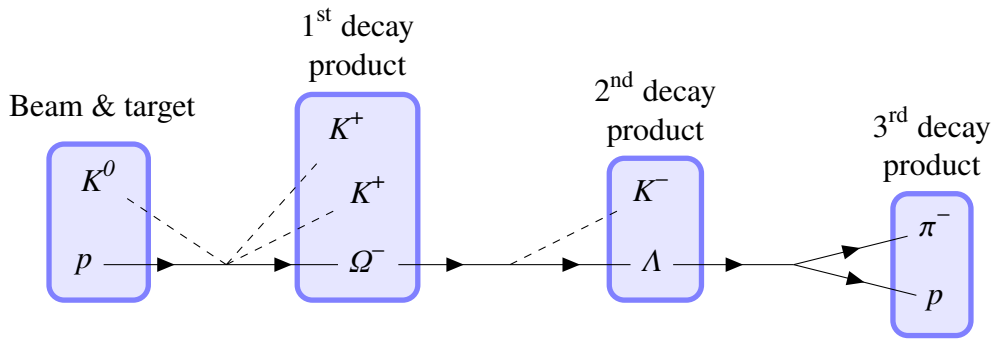 Beam & target
K⁰
p
1ˢᵗ decay
product
K⁺
K⁺
Ω⁻
2ⁿᵈ decay
product
K⁻
Λ
3ʳᵈ decay
product
π⁻
p